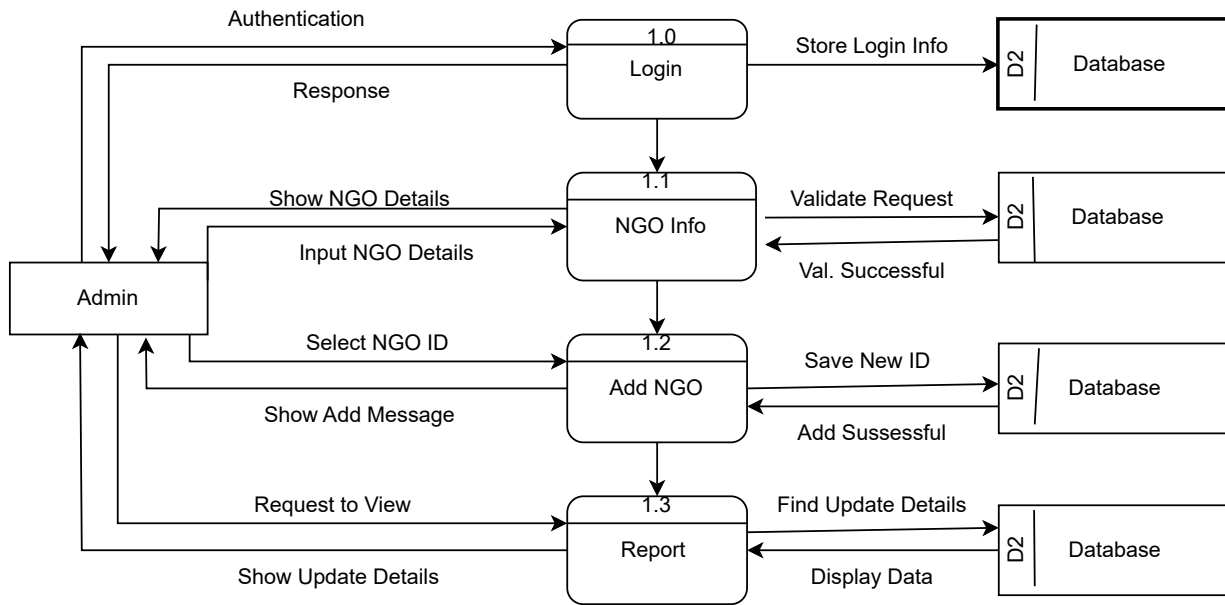 Authentication
1.0
Login
Store Login Info
D2
Database
Response
1.1
NGO Info
Show NGO Details
Input NGO Details
Validate Request
Val. Successful
D2
Database
Admin
1.2
Add NGO
Select NGO ID
Show Add Message
Save New ID
Add Sussessful
D2
Database
1.3
Report
Request to View
Show Update Details
Find Update Details
Display Data
D2
Database